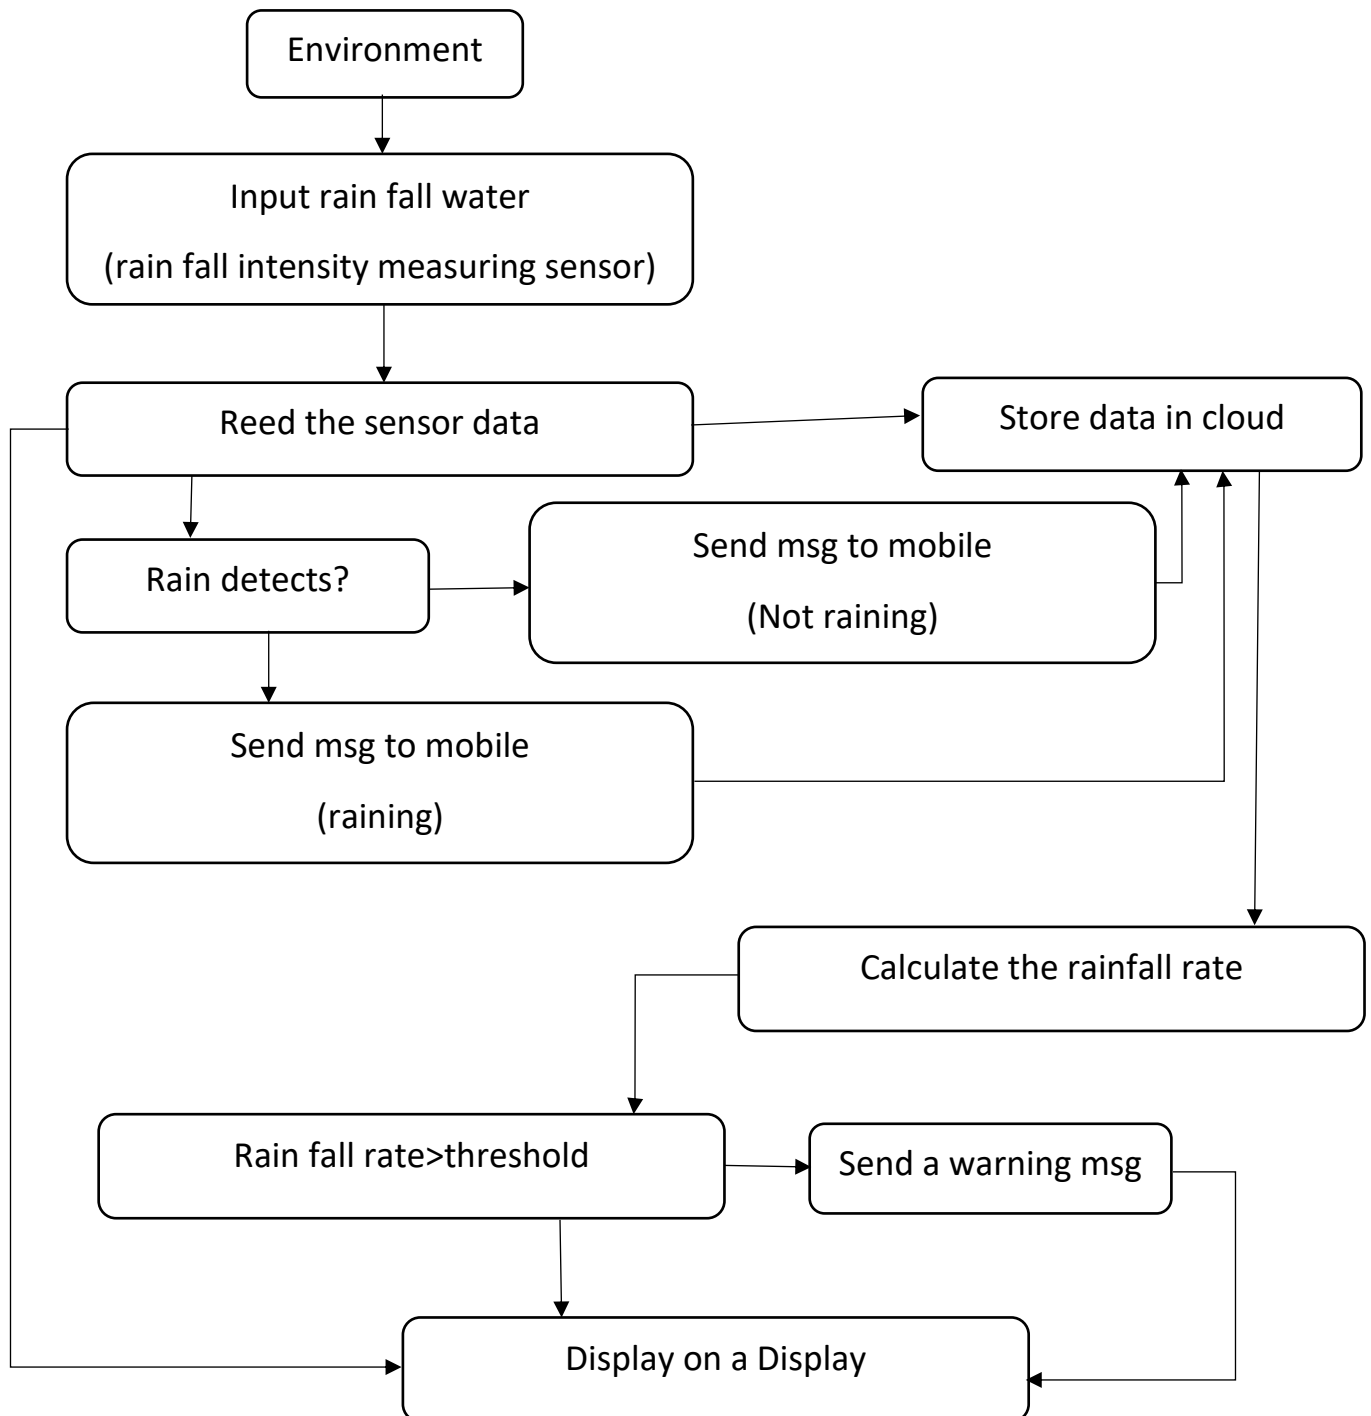 Environment
Input rain fall water
(rain fall intensity measuring sensor)
Reed the sensor data
Store data in cloud
Send msg to mobile
(Not raining)
Rain detects?
Send msg to mobile
(raining)
Calculate the rainfall rate
Rain fall rate>threshold
Send a warning msg
Display on a Display